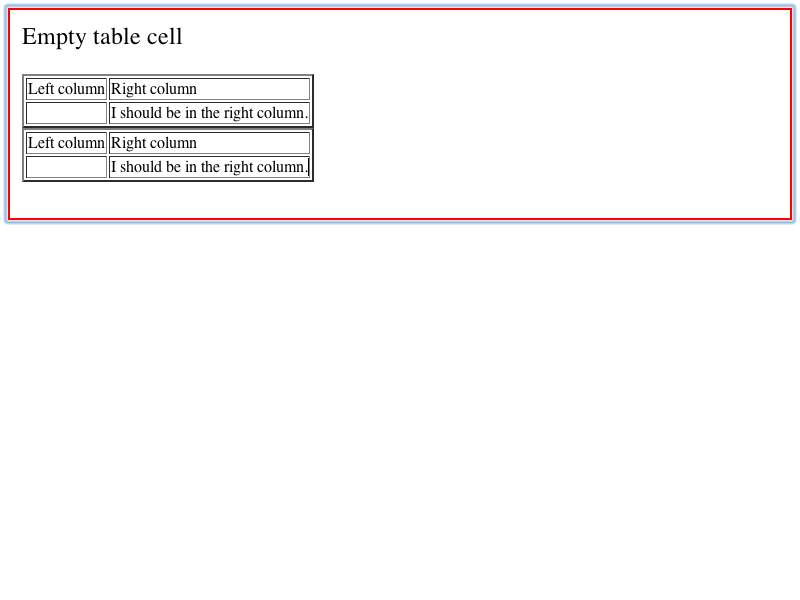 Empty table cell
Left column Right column
I should be in the right column.
Left column Right column
I should be in the right column.